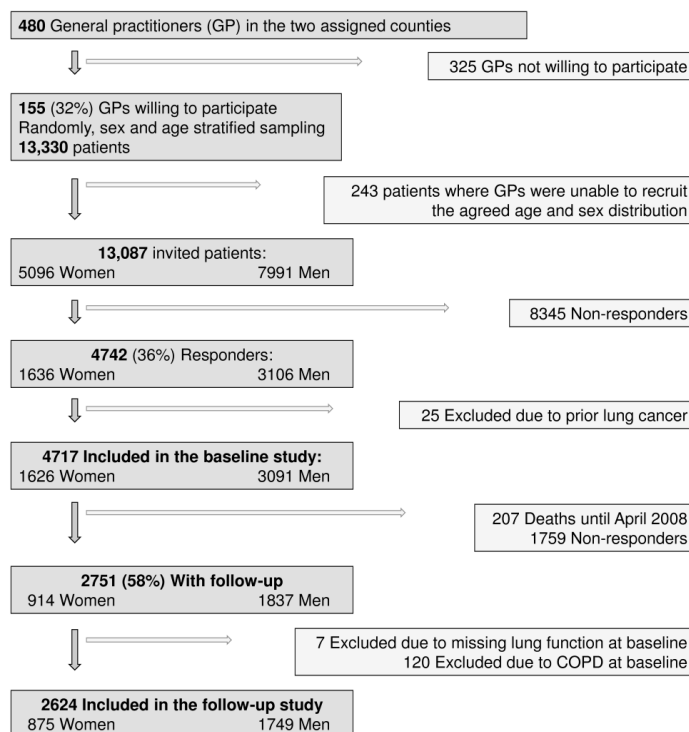 480 General practitioners (GP) in the two assigned counties
325 GPs not willing to participate
155 (32%) GPs willing to participate
Randomly, sex and age stratified sampling
13,330 patients
243 patients where GPs were unable to recruit
the agreed age and sex distribution
13,087 invited patients:
5096 Women 7991 Men
8345 Non-responders
4742 (36%) Responders:
1636 Women 3106 Men
25 Excluded due to prior lung cancer
4717 Included in the baseline study:
1626 Women 3091 Men
207 Deaths until April 2008
1759 Non-responders
2751 (58%) With follow-up
914 Women 1837 Men
7 Excluded due to missing lung function at baseline
120 Excluded due to COPD at baseline
2624 Included in the follow-up study
875 Women 1749 Men